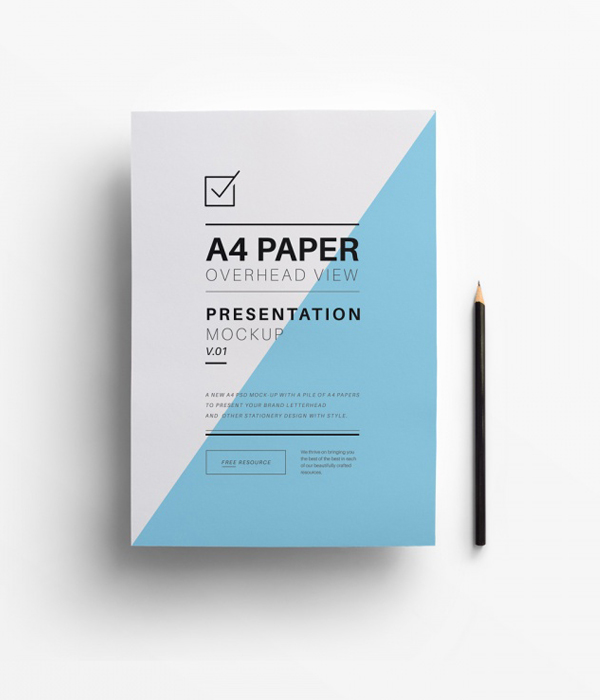 A4 PAPER
OVERHEAD VIEW
PRESENTATION
MOCKUP
V.01
A NEW A4 PSD MOCK-UP WITH A PILE OF A4 PAPERS
TO PRESENT YOUR BRAND LETTERHEAD
AND OTHER STATIONERY DESIGN WITH STYLE.
FREE RESOURCE
We thrive on bringing you
the best of the best in each
of our beautifully crafted
resources.